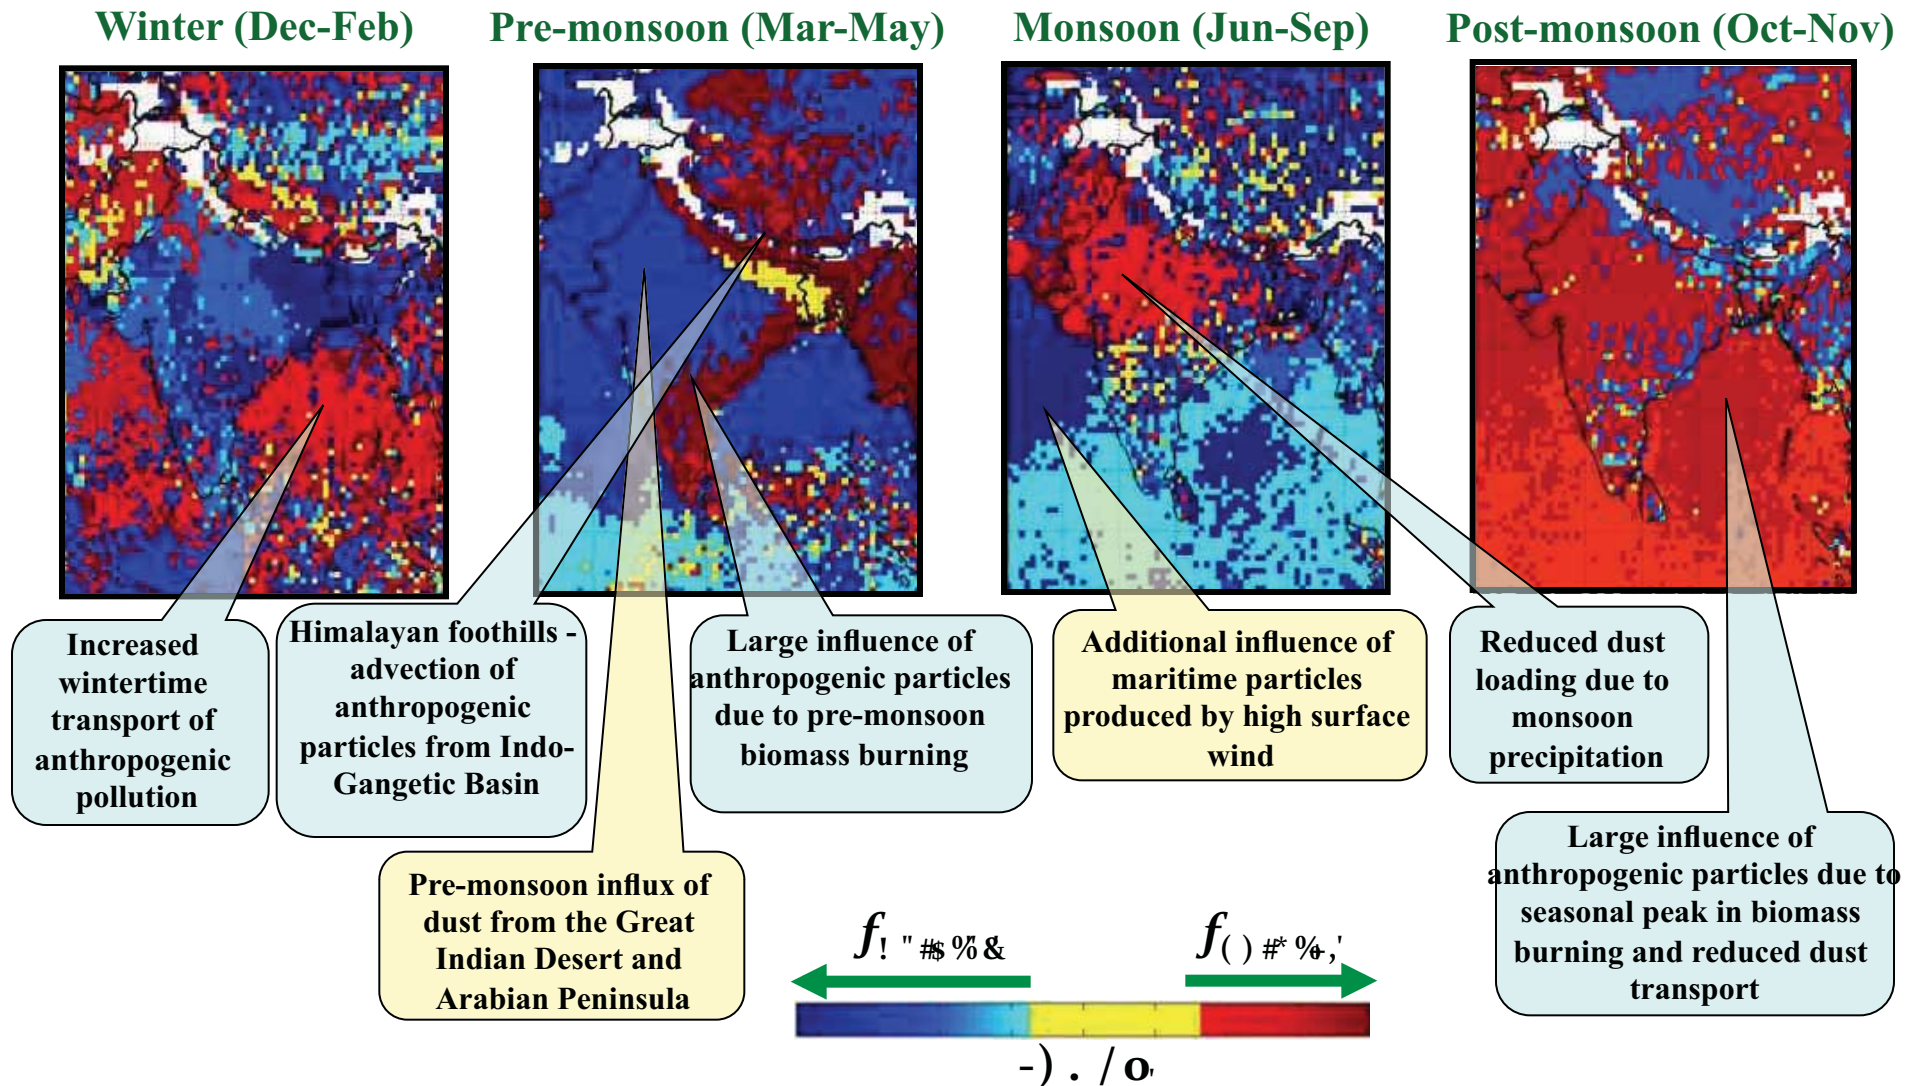 Winter (Dec-Feb)
Pre-monsoon (Mar-May)
Monsoon (Jun-Sep)
Post-monsoon (Oct-Nov)
Increased
wintertime
transport of
anthropogenic
pollution
Himalayan foothills -
advection of
anthropogenic
particles from Indo-
Gangetic Basin
Pre-monsoon influx of
dust from the Great
Indian Desert and
Arabian Peninsula
Large influence of
anthropogenic particles
due to pre-monsoon
biomass burning
Additional influence of
maritime particles
produced by high surface
wind
Reduced dust
loading due to
monsoon
precipitation
Large influence of
anthropogenic particles due to
seasonal peak in biomass
burning and reduced dust
transport
f
f